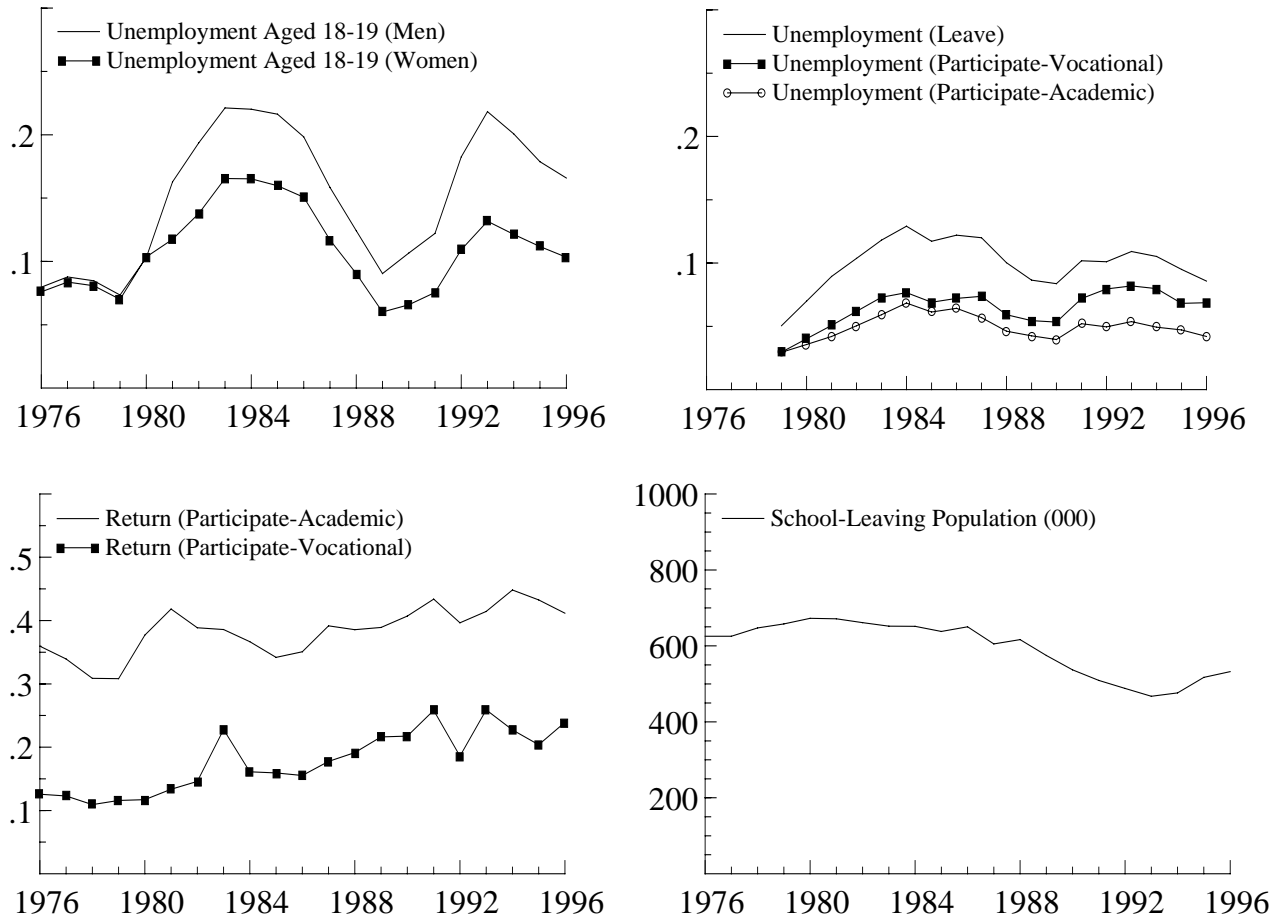 Unemployment Aged 18-19 (Men)
Unemployment Aged 18-19 (Women)
.2
.1
1976 1980 1984 1988 1992 1996
Unemployment (Leave)
Unemployment (Participate-Vocational)
Unemployment (Participate-Academic)
.2
.1
1976 1980 1984 1988 1992 1996
Return (Participate-Academic)
Return (Participate-Vocational)
.5
.4
.3
.2
.1
1976 1980 1984 1988 1992 1996
1000
School-Leaving Population (000)
800
600
400
200
1976 1980 1984 1988 1992 1996